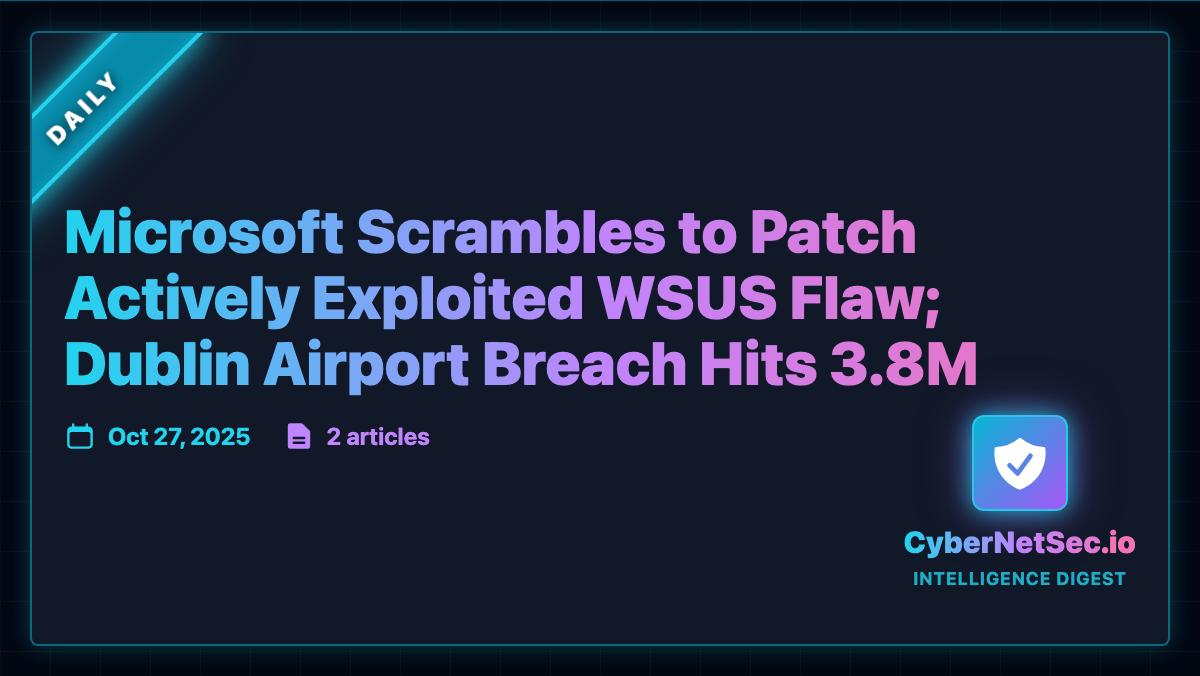 DAILY
Microsoft Scrambles to Patch
Actively Exploited WSUS Flaw;
Dublin Airport Breach Hits 3.8M
Oct 27, 2025
2 articles
CyberNetSec.io
INTELLIGENCE DIGEST